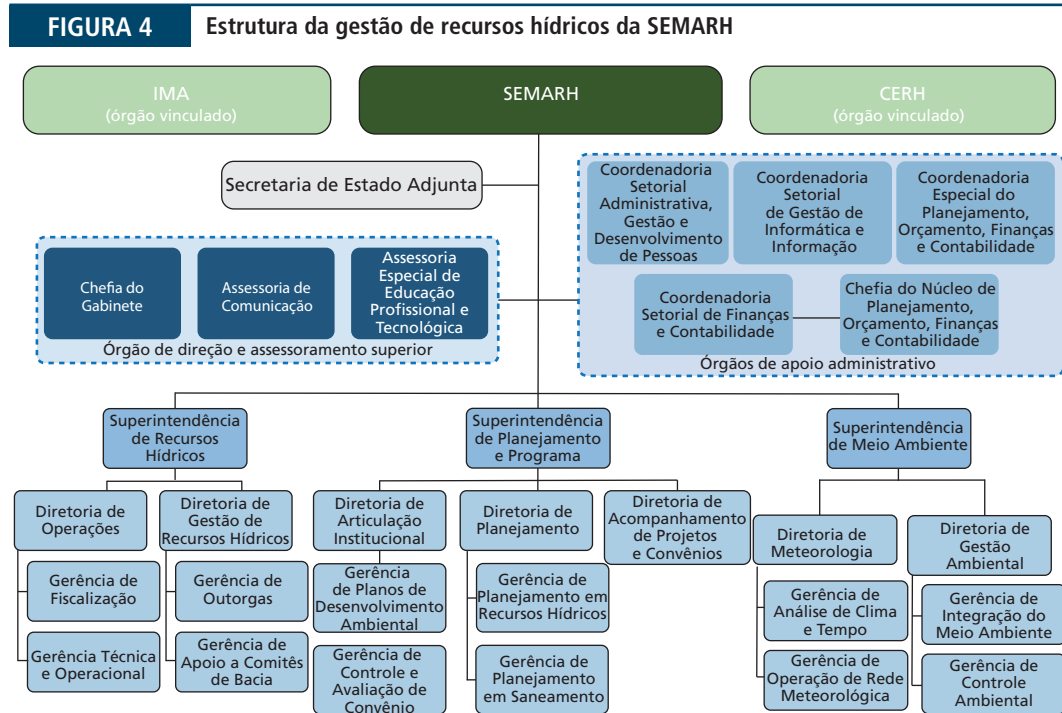 FIGURA 4
Estrutura da gestão de recursos hídricos da SEMARH
IMA
(órgão vinculado)
SEMARH
CERH
(órgão vinculado)
Secretaria de Estado Adjunta
Coordenadoria
Setorial
Administrativa,
Gestão e
Desenvolvimento
de Pessoas
Coordenadoria
Setorial
de Gestão de
Informática e
Informação
Coordenadoria
Especial do
Planejamento,
Orçamento, Finanças
e Contabilidade
Coordenadoria
Setorial de Finanças
e Contabilidade
Chefia do Núcleo de
Planejamento,
Orçamento, Finanças
e Contabilidade
Órgãos de apoio administrativo
Chefia do
Gabinete
Assessoria de
Comunicação
Assessoria
Especial de
Educação
Profissional e
Tecnológica
Órgão de direção e assessoramento superior
Superintendência
de Recursos
Hídricos
Superintendência
de Planejamento
e Programa
Superintendência
de Meio Ambiente
Diretoria de
Operações
Diretoria de
Gestão de
Recursos Hídricos
Diretoria de
Articulação
Institucional
Diretoria de
Planejamento
Diretoria de
Acompanhamento
de Projetos
e Convênios
Diretoria
de Meteorologia
Diretoria de
Gestão
Ambiental
Gerência de
Fiscalização
Gerência de
Outorgas
Gerência
de Planos de
Desenvolvimento
Ambiental
Gerência de
Planejamento em
Recursos Hídricos
Gerência de
Análise de Clima
e Tempo
Gerência de
Integração do
Meio Ambiente
Gerência Técnica
e Operacional
Gerência de
Apoio a Comitês
de Bacia
Gerência de
Controle e
Avaliação de
Convênio
Gerência de
Planejamento
em Saneamento
Gerência de
Operação de Rede
Meteorológica
Gerência de
Controle
Ambiental